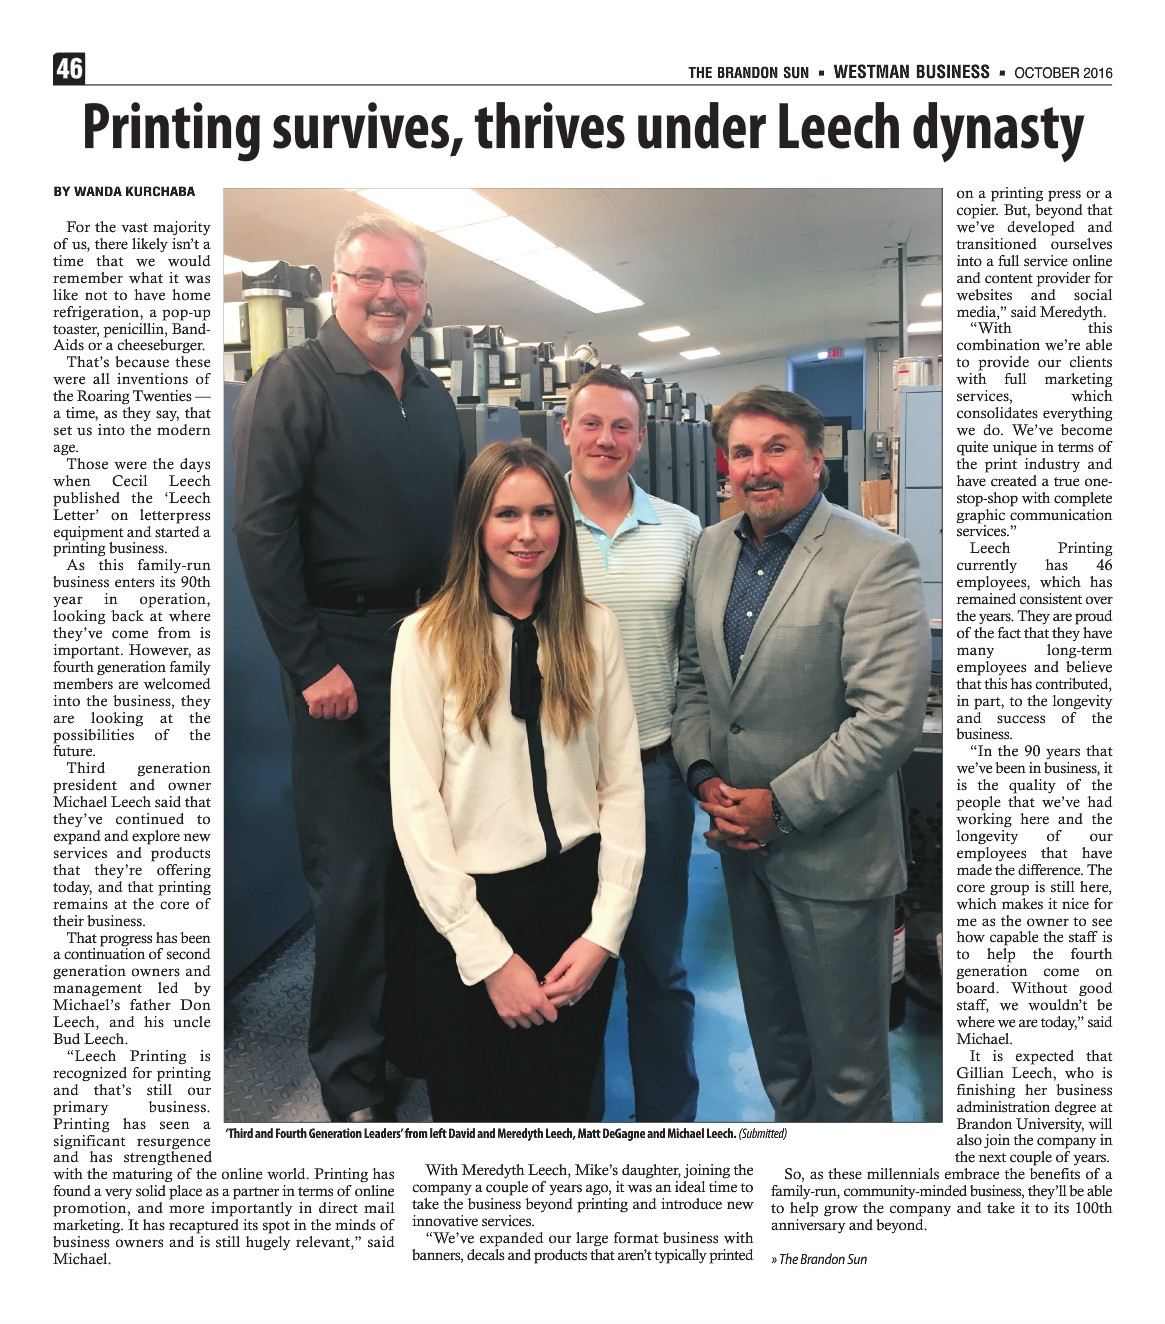 46
THE BRANDON SUN ▪ WESTMAN BUSINESS ▪ OCTOBER 2016
Printing survives, thrives under Leech dynasty
BY WANDA KURCHABA
For the vast majority
of us, there likely isn't a
time that we would
remember what it was
like not to have home
refrigeration, a pop-up
toaster, penicillin, Band-
Aids or a cheeseburger.
That's because these
were all inventions of
the Roaring Twenties —
a time, as they say, that
set us into the modern
age.
Those were the days
when Cecil Leech
published the 'Leech
Letter' on letterpress
equipment and started a
printing business.
As this family-run
business enters its 90th
year in operation,
looking back at where
they've come from is
important. However, as
fourth generation family
members are welcomed
into the business, they
are looking at the
possibilities of the
future.
Third generation
president and owner
Michael Leech said that
they've continued to
expand and explore new
services and products
that they're offering
today, and that printing
remains at the core of
their business.
That progress has been
a continuation of second
generation owners and
management led by
Michael's father Don
Leech, and his uncle
Bud Leech.
"Leech Printing is
recognized for printing
and that's still our
primary business.
Printing has seen a
significant resurgence
and has strengthened
with the maturing of the online world. Printing has
found a very solid place as a partner in terms of online
promotion, and more importantly in direct mail
marketing. It has recaptured its spot in the minds of
business owners and is still hugely relevant," said
Michael.
'Third and Fourth Generation Leaders' from left David and Meredyth Leech, Matt DeGagne and Michael Leech. (Submitted)
With Meredyth Leech, Mike's daughter, joining the
company a couple of years ago, it was an ideal time to
take the business beyond printing and introduce new
innovative services.
"We've expanded our large format business with
banners, decals and products that aren't typically printed
on a printing press or a
copier. But, beyond that
we've developed and
transitioned ourselves
into a full service online
and content provider for
websites and social
media," said Meredyth.
"With this
combination we're able
to provide our clients
with full marketing
services, which
consolidates everything
we do. We've become
quite unique in terms of
the print industry and
have created a true one-
stop-shop with complete
graphic communication
services."
Leech Printing
currently has 46
employees, which has
remained consistent over
the years. They are proud
of the fact that they have
many long-term
employees and believe
that this has contributed,
in part, to the longevity
and success of the
business.
"In the 90 years that
we've been in business, it
is the quality of the
people that we've had
working here and the
longevity of our
employees that have
made the difference. The
core group is still here,
which makes it nice for
me as the owner to see
how capable the staff is
to help the fourth
generation come on
board. Without good
staff, we wouldn't be
where we are today," said
Michael.
It is expected that
Gillian Leech, who is
finishing her business
administration degree at
Brandon University, will
also join the company in
the next couple of years.
So, as these millennials embrace the benefits of a
family-run, community-minded business, they'll be able
to help grow the company and take it to its 100th
anniversary and beyond.
» The Brandon Sun